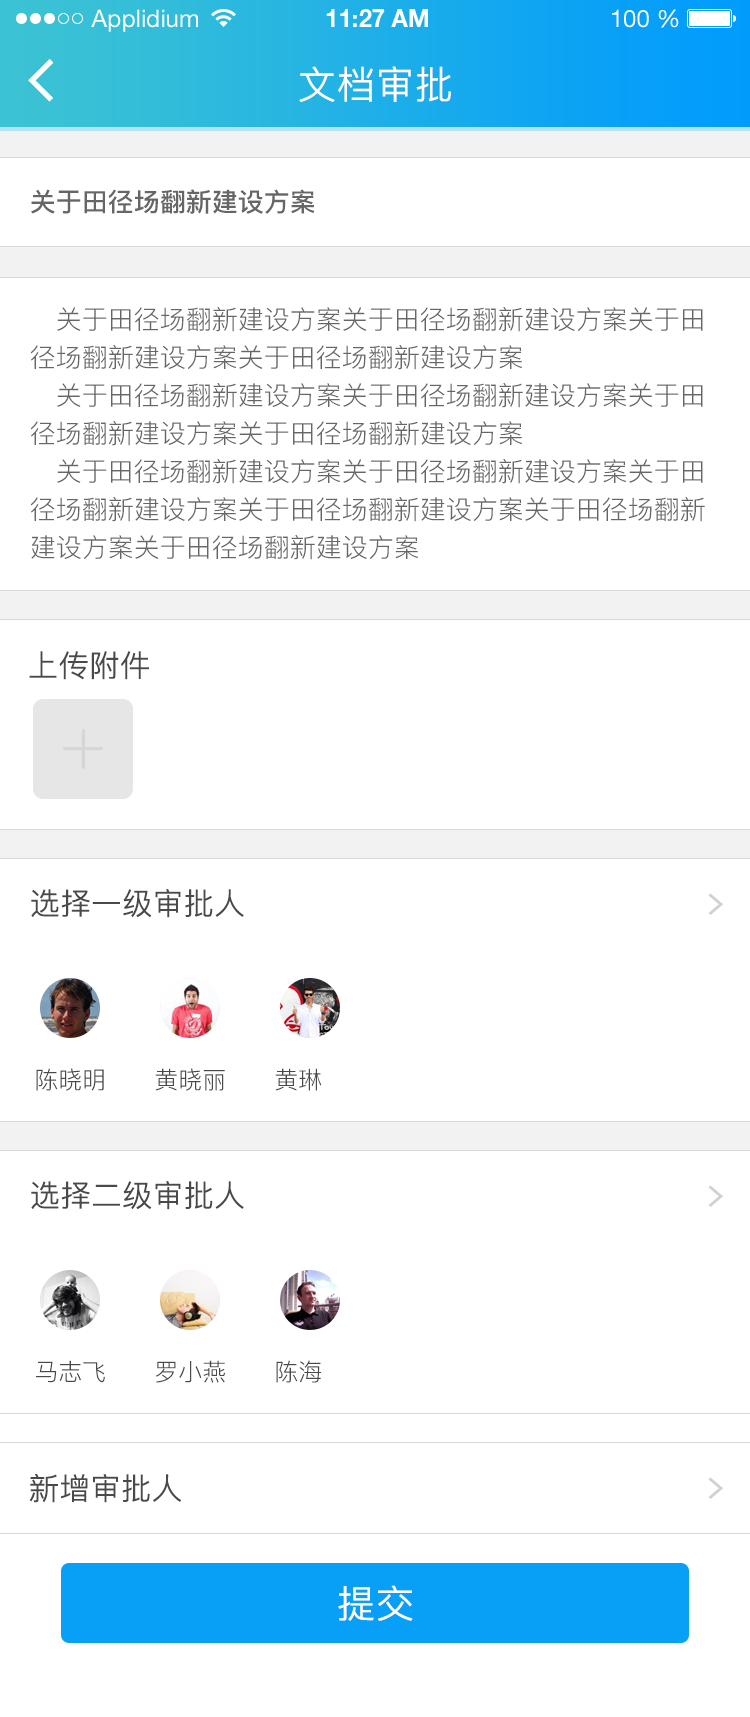 Applidium 11:27 AM 100 %
文档审批
关于田径场翻新建设方案
关于田径场翻新建设方案关于田径场翻新建设方案关于田
径场翻新建设方案关于田径场翻新建设方案
关于田径场翻新建设方案关于田径场翻新建设方案关于田
径场翻新建设方案关于田径场翻新建设方案
关于田径场翻新建设方案关于田径场翻新建设方案关于田
径场翻新建设方案关于田径场翻新建设方案关于田径场翻新
建设方案关于田径场翻新建设方案
上传附件
选择一级审批人
陈晓明 黄晓丽 黄琳
选择二级审批人
马志飞 罗小燕 陈海
新增审批人
提交